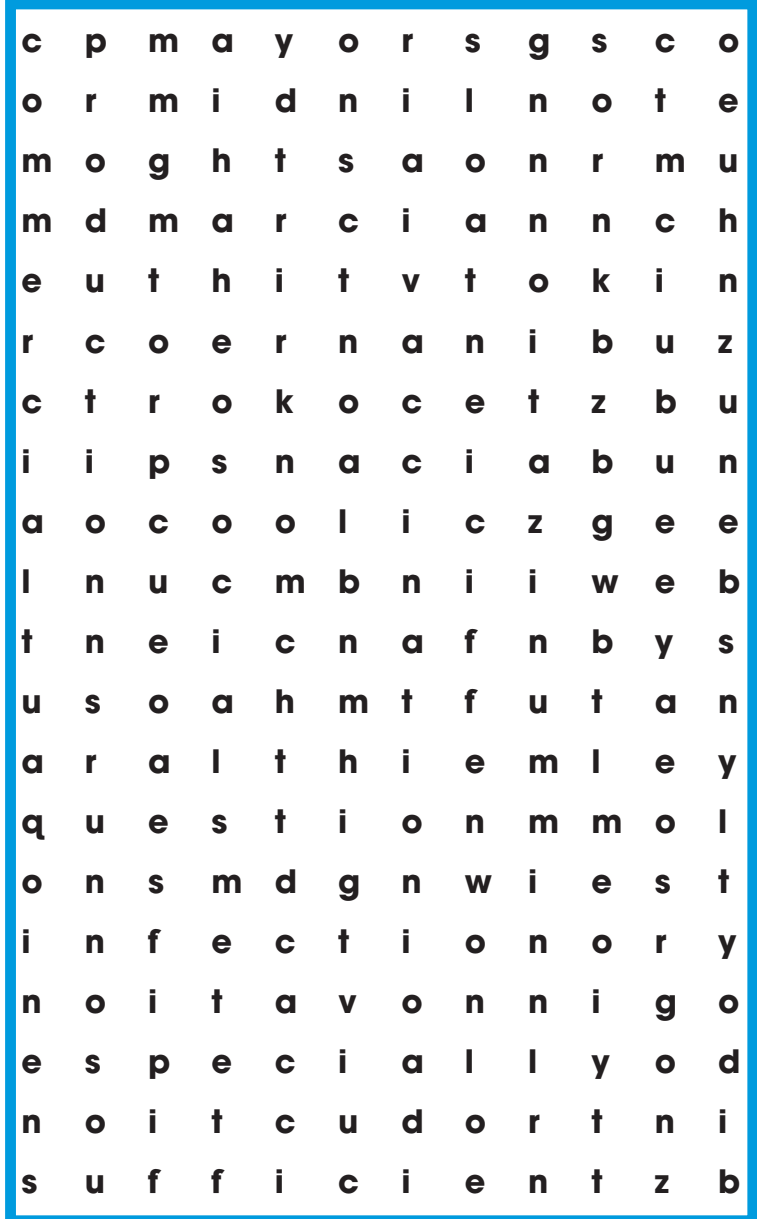 c p m a y o r s g s c o
o r m i d n i l n o t e
m o g h t s a o n r m u
m d m a r c i a n n c h
e u t h i t v t o k i n
r c o e r n a n i b u z
c t r o k o c e t z b u
i i p s n a c i a b u n
a o c o o l i c z g e e
l n u c m b n i i w e b
t n e i c n a f n b y s
u s o a h m t f u t a n
a r a l t h i e m l e y
q u e s t i o n m m o l
o n s m d g n w i e s t
i n f e c t i o n o r y
n o i t a v o n n i g o
e s p e c i a l l y o d
n o i t c u d o r t n i
s u f f i c i e n t z b